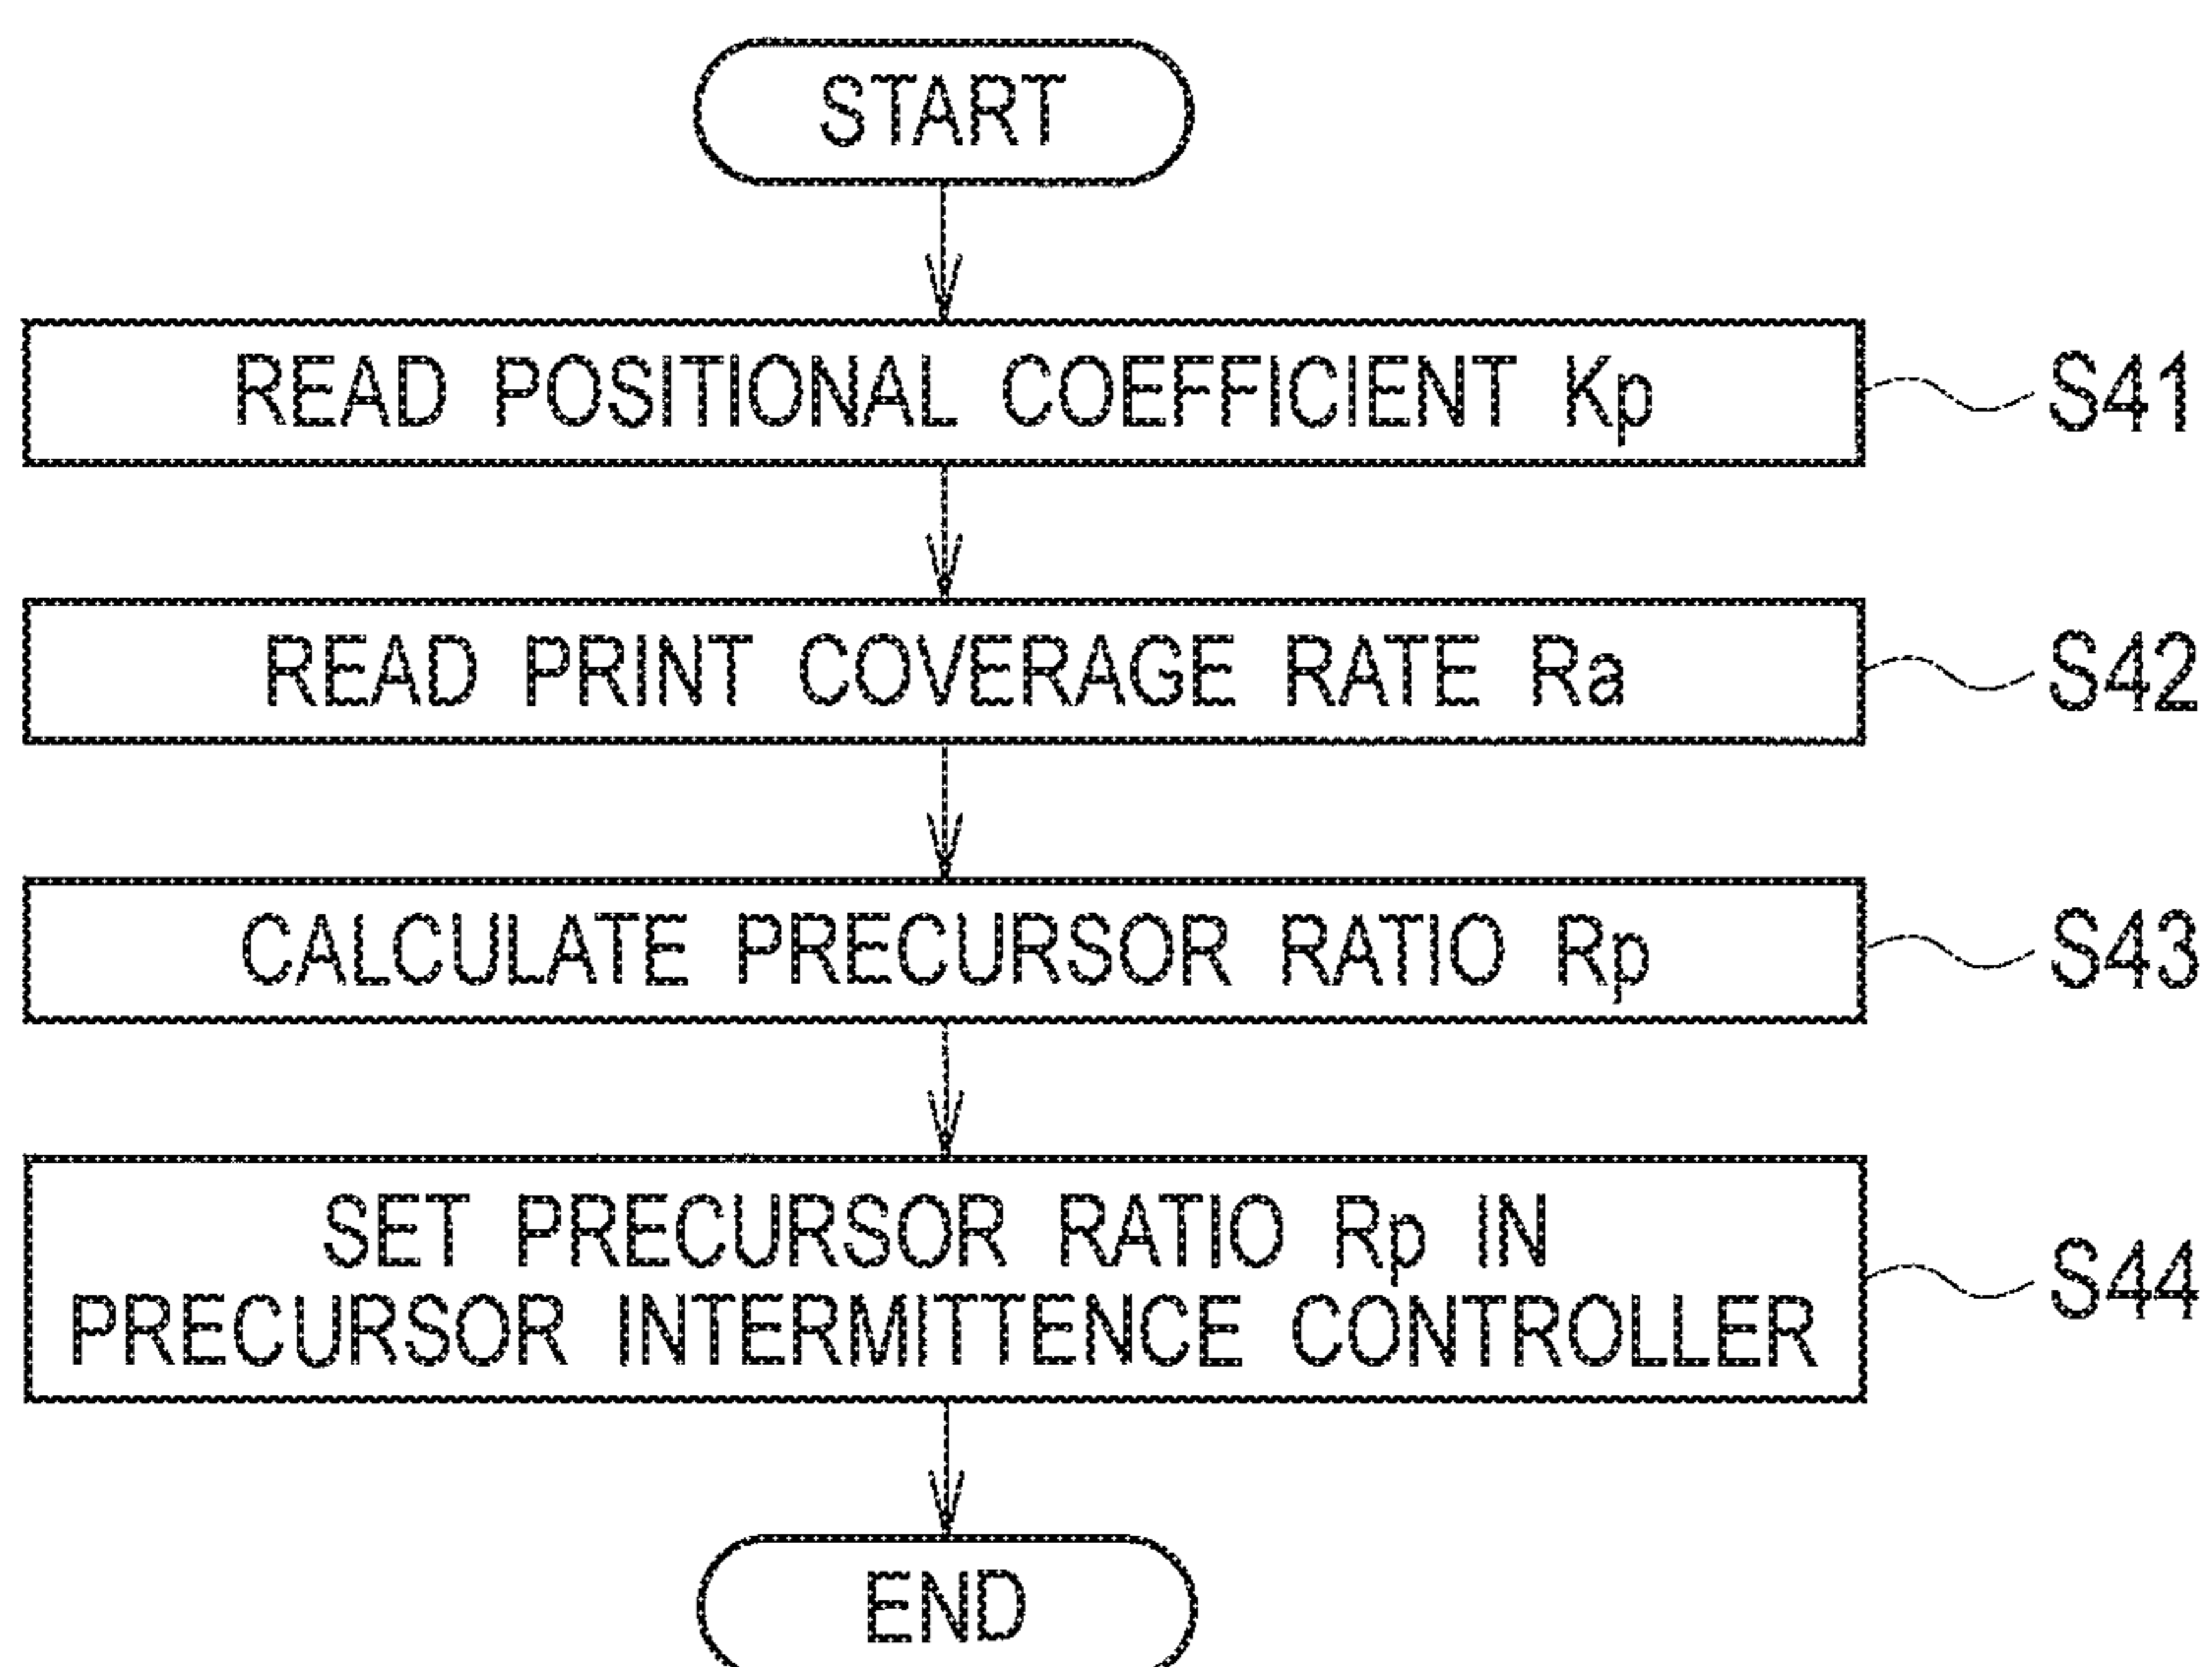 START
READ POSITIONAL COEFFICIENT Kp
S41
READ PRINT COVERAGE RATE Ra
S42
CALCULATE PRECURSOR RATIO Rp
S43
SET PRECURSOR RATIO Rp IN
PRECURSOR INTERMITTENCE CONTROLLER
S44
END